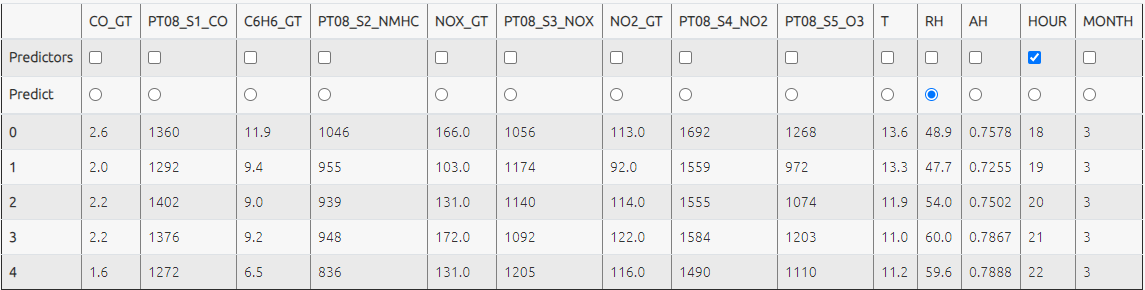 CO_GT PT08_S1_CO C6H6_GT PT08_S2_NMHC NOX_GT PT08_S3_NOX NO2_GT PT08_S4_NO2 PT08_S5_O3 T RH AH HOUR MONTH
Predictors
Predict
0 2.6 1360 11.9 1046 166.0 1056 113.0 1692 1268 13.6 48.9 0.7578 18 3
1 2.0 1292 9.4 955 103.0 1174 92.0 1559 972 13.3 47.7 0.7255 19 3
2 2.2 1402 9.0 939 131.0 1140 114.0 1555 1074 11.9 54.0 0.7502 20 3
3 2.2 1376 9.2 948 172.0 1092 122.0 1584 1203 11.0 60.0 0.7867 21 3
4 1.6 1272 6.5 836 131.0 1205 116.0 1490 1110 11.2 59.6 0.7888 22 3